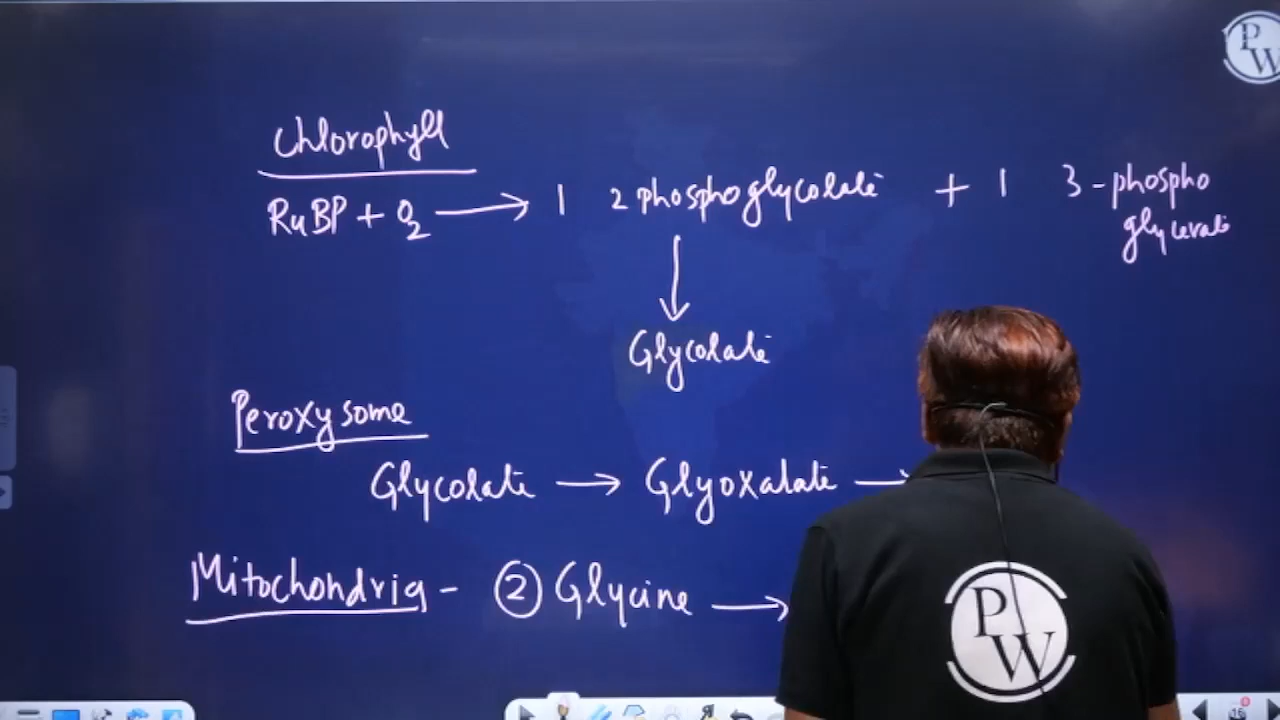 PW
Chlorophyll
RuBP + O2 → 1 2 phosphoglycolate + 1 3-phospho
glycerate
↓
Glycolate
Peroxysome
Glycolate → Glyoxalate →
Mitochondria - ② Glycine →
PW
16